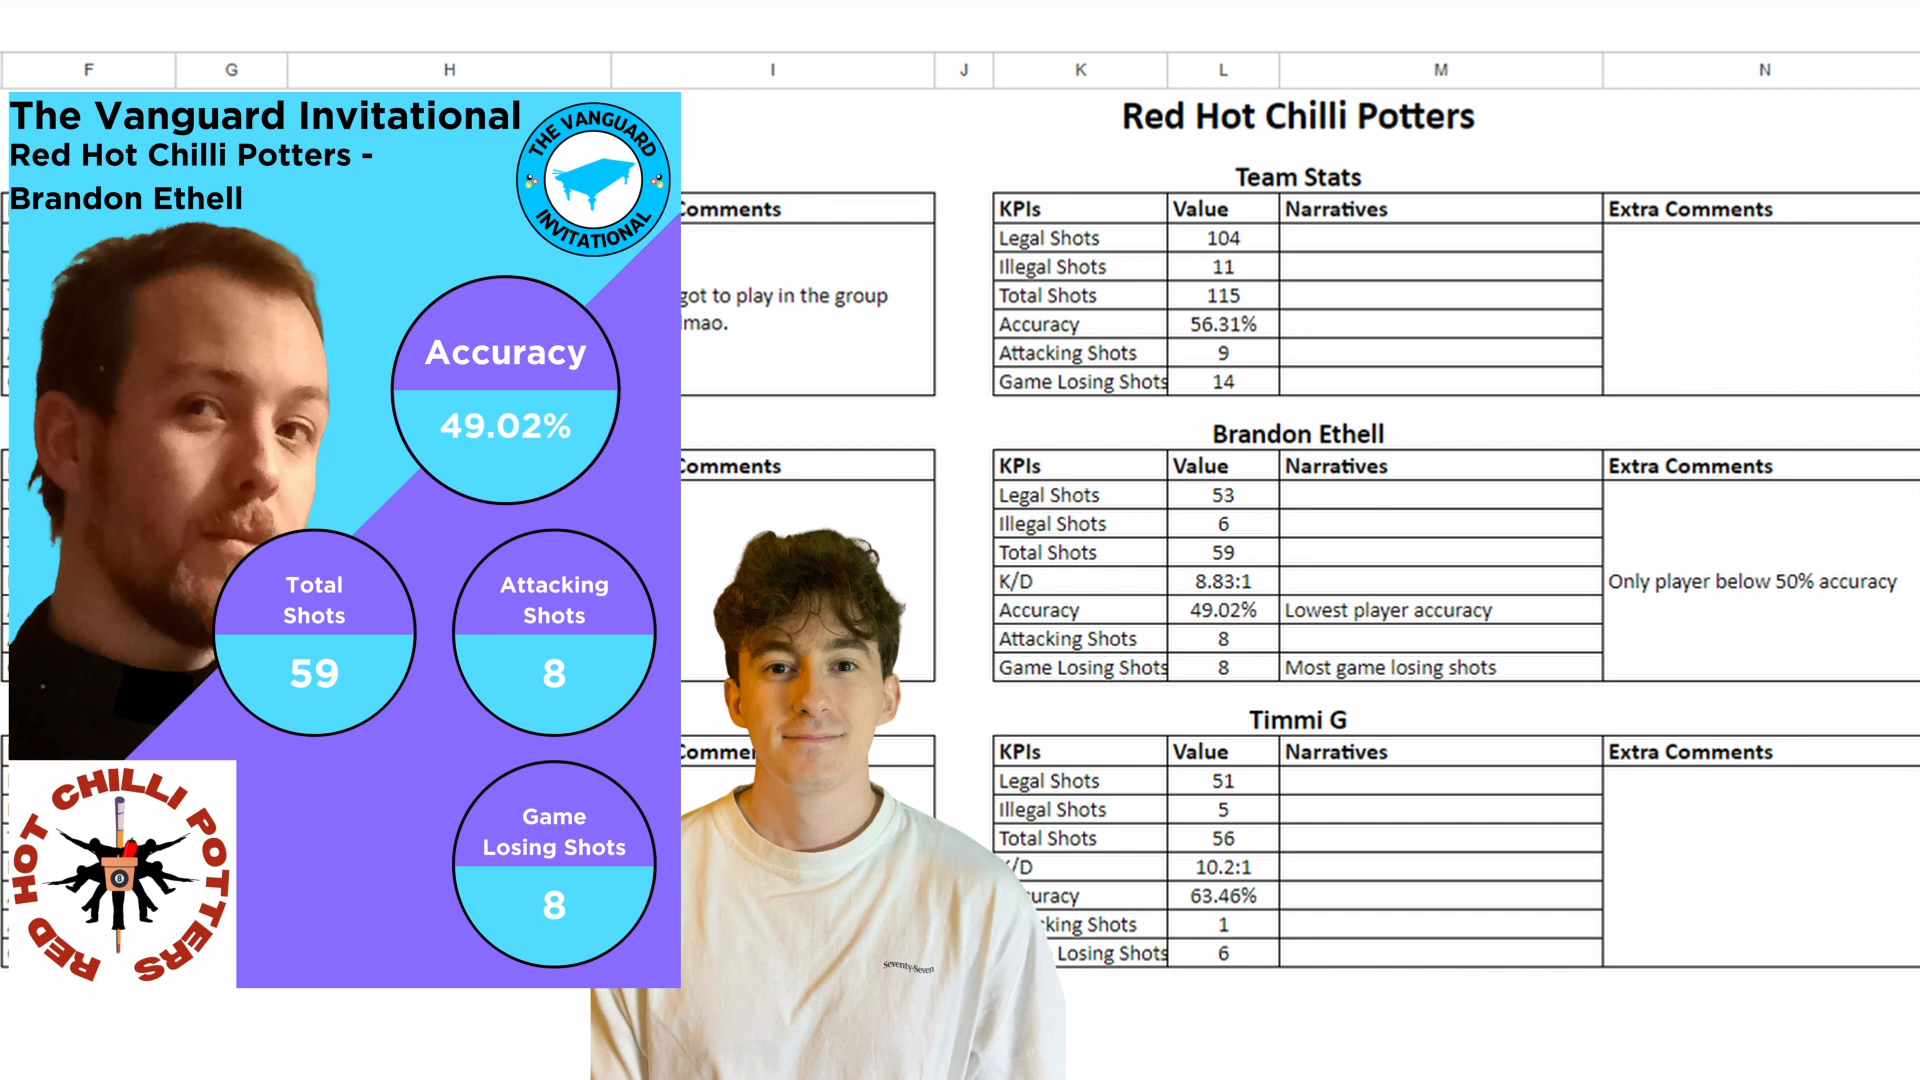 F G H I J K L M N
The Vanguard Invitational
Red Hot Chilli Potters -
Brandon Ethell
THE VANGUARD
INVITATIONAL
Accuracy
49.02%
Total
Shots
59
Attacking
Shots
8
Game
Losing Shots
8
RED HOT CHILLI POTTERS
8
Comments
got to play in the group
lmao.
Comments
Seventy-Seven
Red Hot Chilli Potters
Team Stats
KPIs Value Narratives Extra Comments
Legal Shots 104
Illegal Shots 11
Total Shots 115
Accuracy 56.31%
Attacking Shots 9
Game Losing Shots 14
Brandon Ethell
KPIs Value Narratives Extra Comments
Legal Shots 53
Illegal Shots 6
Total Shots 59
K/D 8.83:1 Only player below 50% accuracy
Accuracy 49.02% Lowest player accuracy
Attacking Shots 8
Game Losing Shots 8 Most game losing shots
Timmi G
KPIs Value Narratives Extra Comments
Legal Shots 51
Illegal Shots 5
Total Shots 56
/D 10.2:1
uracy 63.46%
king Shots 1
Losing Shots 6